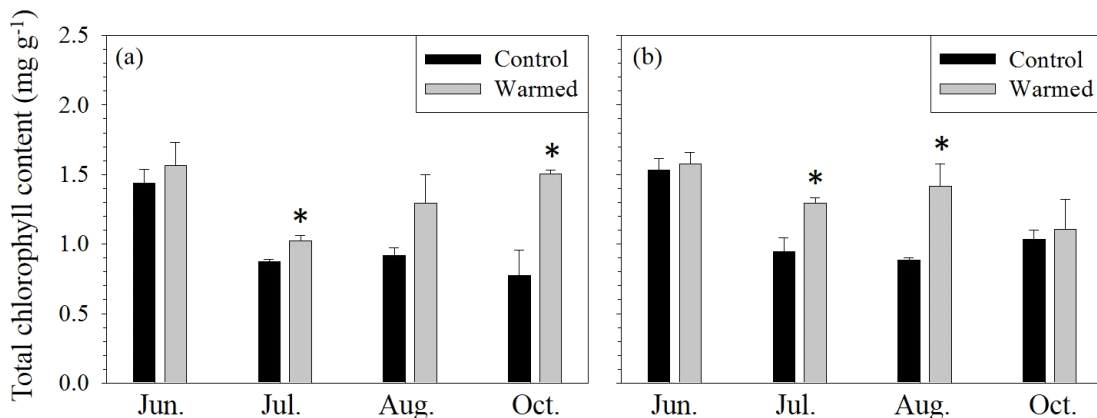 Total chlorophyll content (mg g⁻¹)
2.5
2.0
1.5
1.0
0.5
0.0
(a)
Control
Warmed
*
*
Jun.
Jul.
Aug.
Oct.
(b)
Control
Warmed
*
*
Jun.
Jul.
Aug.
Oct.